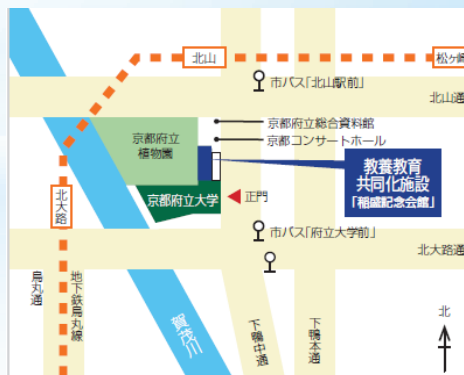 北山
松ヶ崎
市バス「北山駅前」
北山通
京都府立総合資料館
京都コンサートホール
京都府立
植物園
教養教育
共同化施設
「稲盛記念会館」
京都府立大学
正門
北大路
市バス「府立大学前」
北大路通
烏丸通
地下鉄烏丸線
賀茂川
下鴨中通
下鴨本通
北